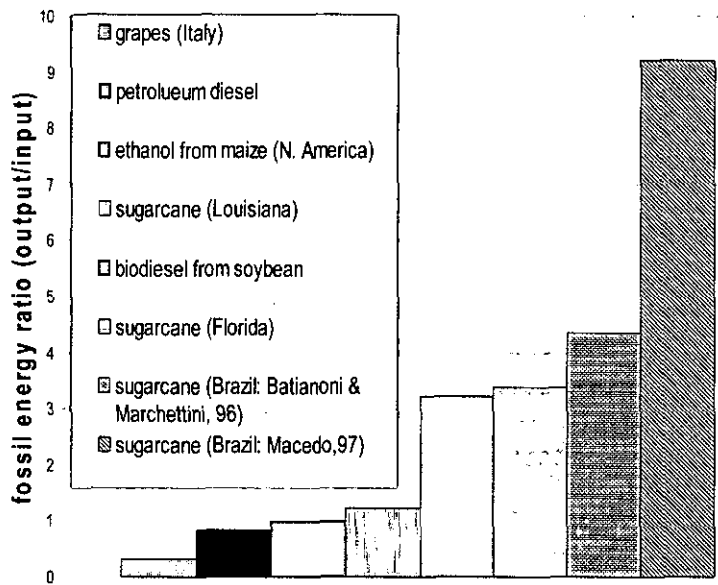 fossil energy ratio (output/input)
10
9
8
7
6
5
4
3
2
1
0
grapes (Italy)
petrolueum diesel
ethanol from maize (N. America)
sugarcane (Louisiana)
biodiesel from soybean
sugarcane (Florida)
sugarcane (Brazil: Batianoni &
Marchettini, 96)
sugarcane (Brazil: Macedo,97)